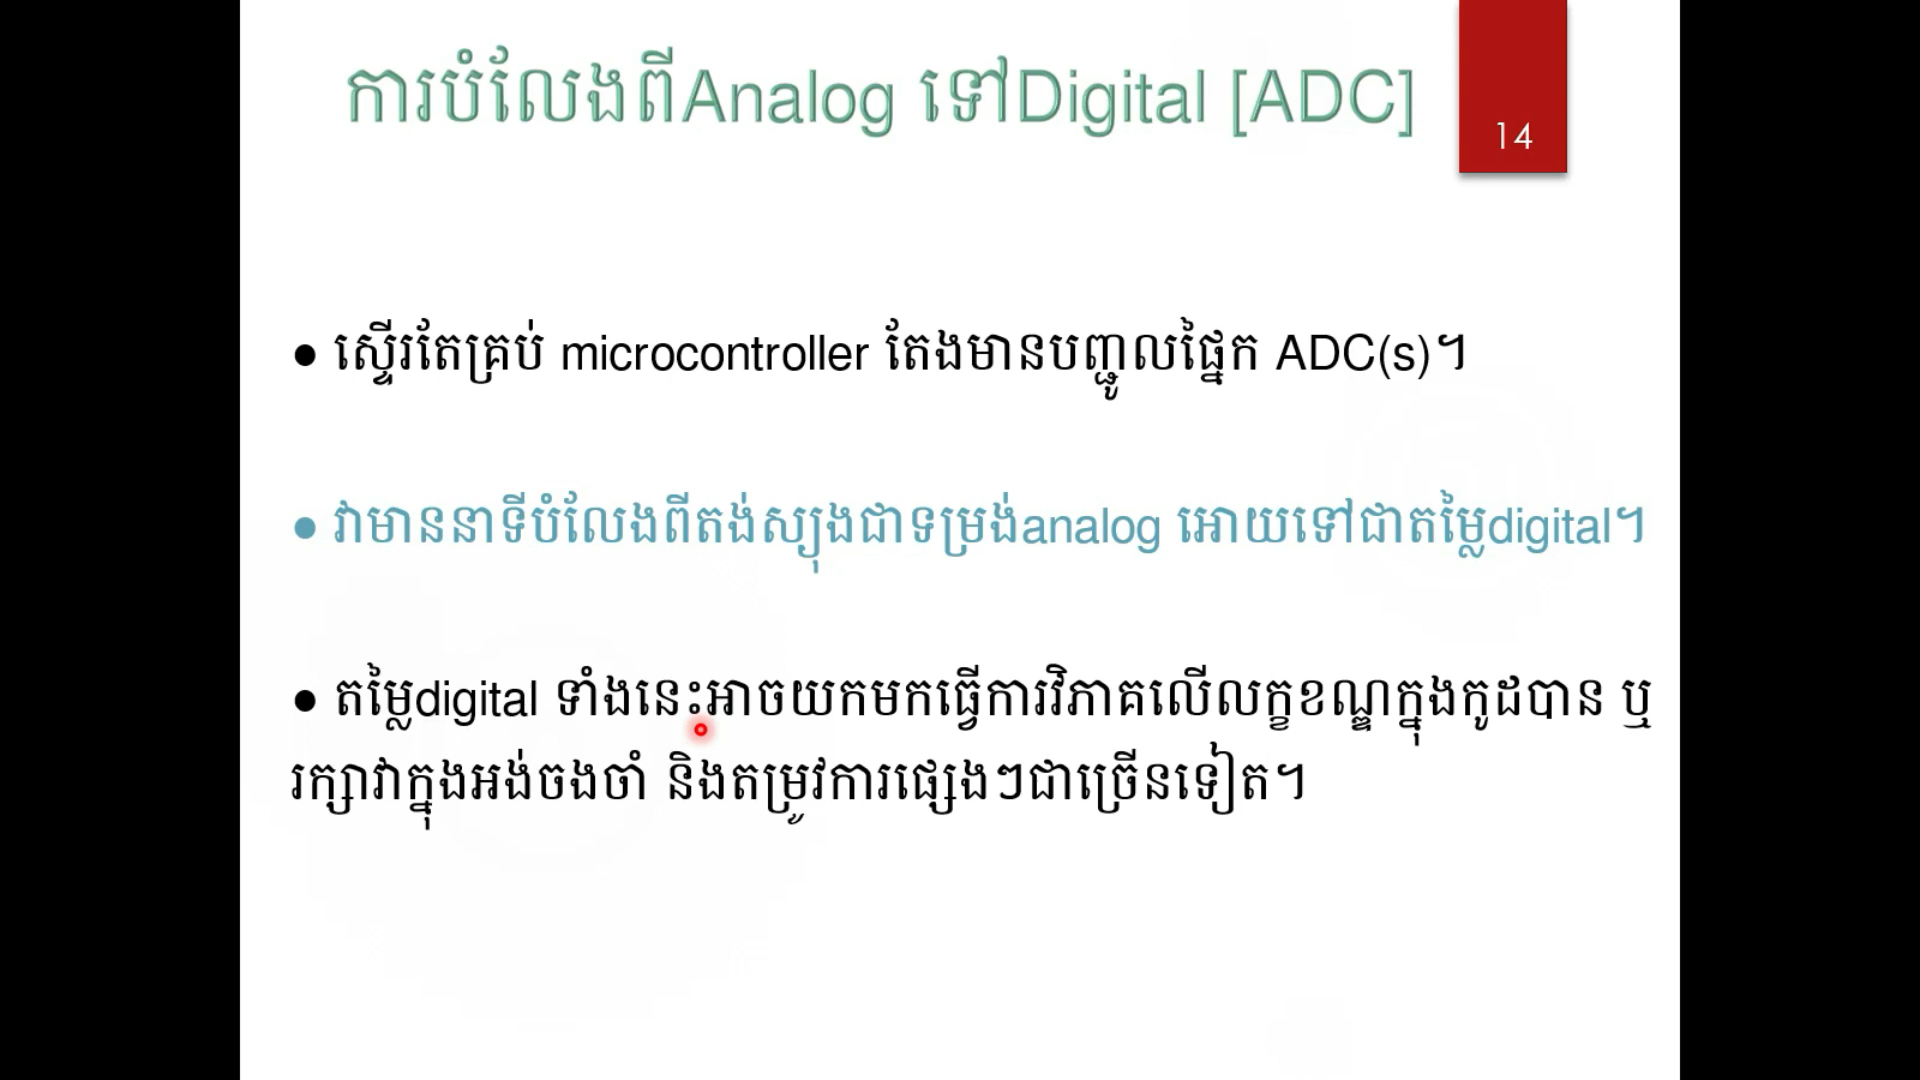 ការបំលែងពីAnalog ទៅDigital [ADC]
14
● ស្ទើរតែគ្រប់ microcontroller តែងមានបញ្ជូលផ្នែក ADC(s)។
● វាមាននាទីបំលែងពីតង់ស្យុងជាទម្រង់analog អោយទៅជាតម្លៃdigital។
● តម្លៃdigital ទាំងនេះអាចយកមកធ្វើការវិភាគលើលក្ខខណ្ឌក្នុងកូដបាន ឬ
រក្សាវាក្នុងអង់ចងចាំ និងតម្រូវការផ្សេងៗជាច្រើនទៀត។